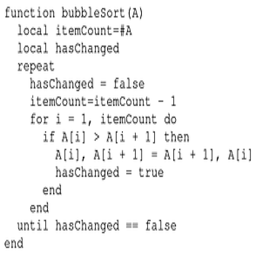 function bubbleSort(A)
  local itemCount=#A
  local hasChanged
  repeat
    hasChanged = false
    itemCount=itemCount - 1
    for i = 1, itemCount do
      if A[i] > A[i + 1] then
        A[i], A[i + 1] = A[i + 1], A[i]
        hasChanged = true
      end
    end
  until hasChanged == false
end